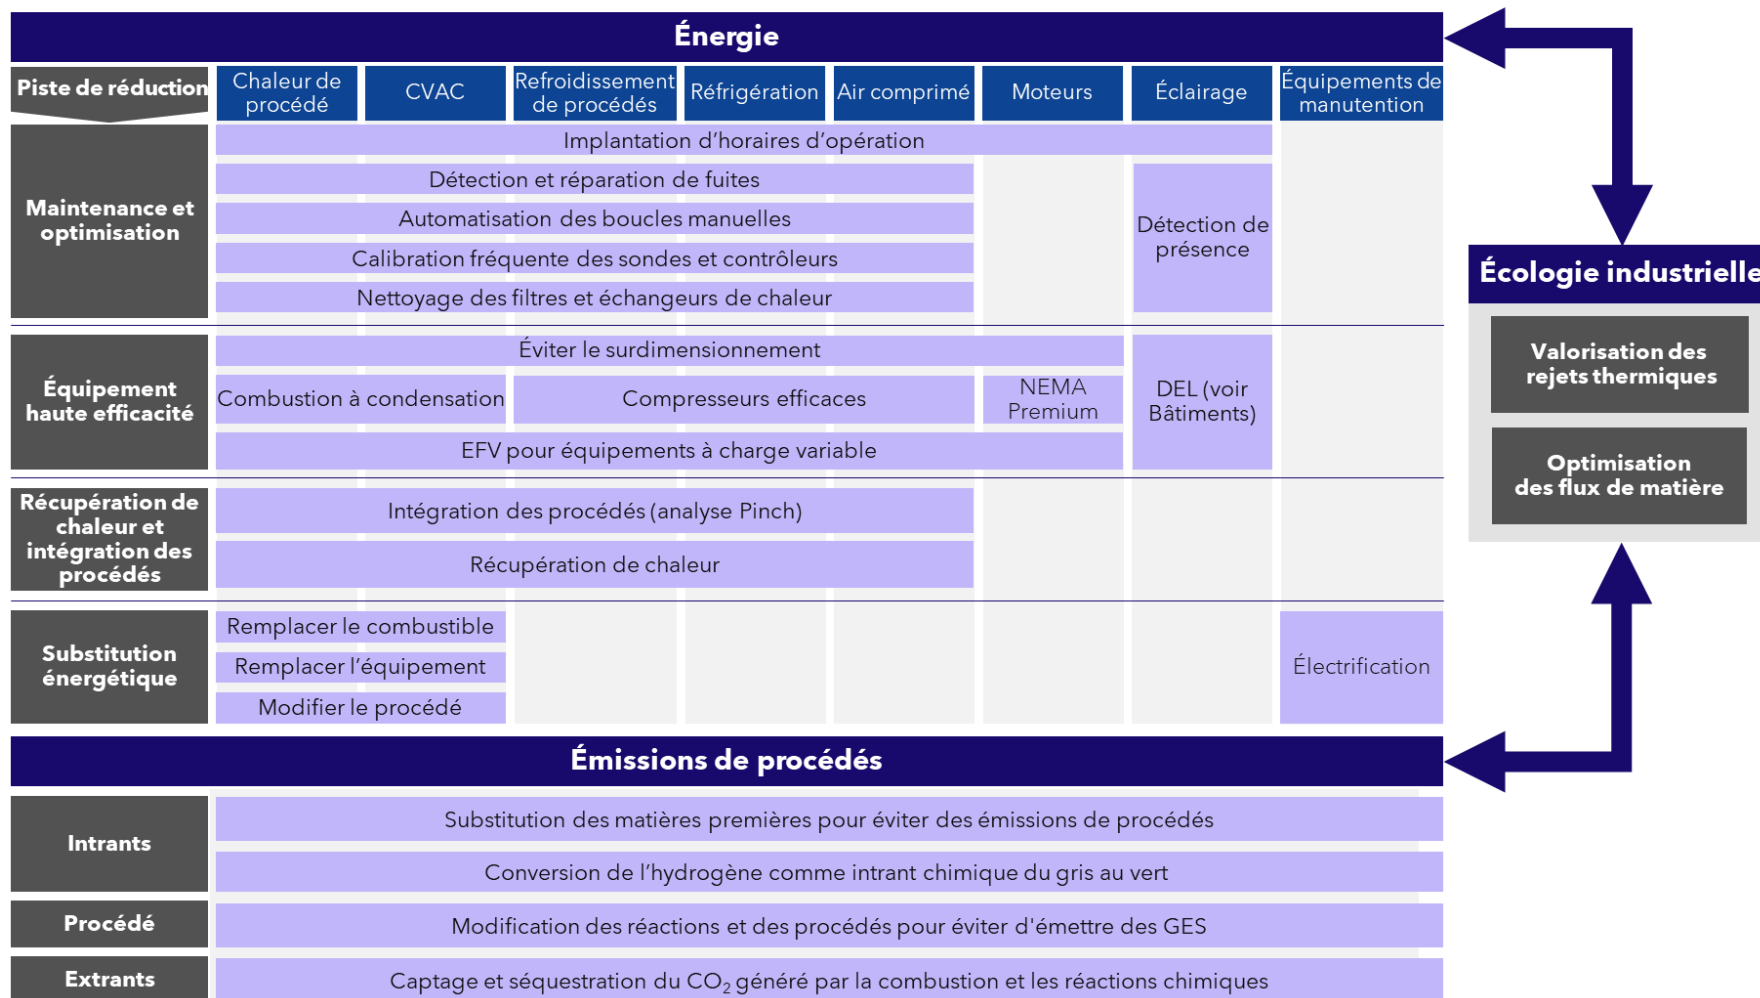 Énergie
Piste de réduction
Chaleur de
procédé
CVAC
Refroidissement
de procédés
Réfrigération
Air comprimé
Moteurs
Éclairage
Équipements de
manutention
Maintenance et
optimisation
Implantation d’horaires d’opération
Détection et réparation de fuites
Automatisation des boucles manuelles
Calibration fréquente des sondes et contrôleurs
Nettoyage des filtres et échangeurs de chaleur
Détection de
présence
Équipement
haute efficacité
Éviter le surdimensionnement
Combustion à condensation
Compresseurs efficaces
NEMA
Premium
DEL (voir
Bâtiments)
EFV pour équipements à charge variable
Récupération de
chaleur et
intégration des
procédés
Intégration des procédés (analyse Pinch)
Récupération de chaleur
Substitution
énergétique
Remplacer le combustible
Remplacer l’équipement
Modifier le procédé
Électrification
Émissions de procédés
Intrants
Substitution des matières premières pour éviter des émissions de procédés
Conversion de l’hydrogène comme intrant chimique du gris au vert
Procédé
Modification des réactions et des procédés pour éviter d'émettre des GES
Extrants
Captage et séquestration du CO₂ généré par la combustion et les réactions chimiques
Écologie industrielle
Valorisation des
rejets thermiques
Optimisation
des flux de matière